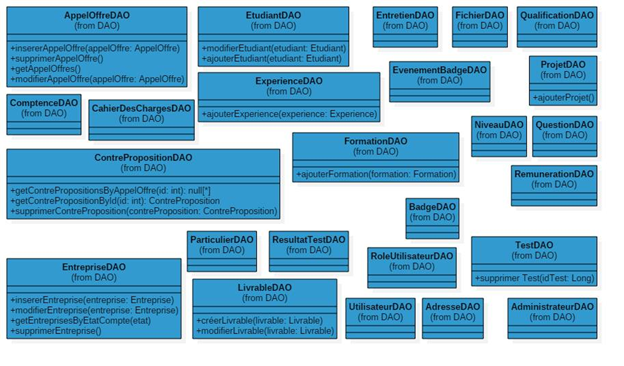 AppelOffreDAO
(from DAO)
+insererAppelOffre(appelOffre: AppelOffre)
+supprimerAppelOffre()
+getAppelOffres()
+modifierAppelOffre(appelOffre: AppelOffre)
EtudiantDAO
(from DAO)
+modifierEtudiant(etudiant: Etudiant)
+ajouterEtudiant(etudiant: Etudiant)
EntretienDAO
(from DAO)
FichierDAO
(from DAO)
QualificationDAO
(from DAO)
ExperienceDAO
(from DAO)
+ajouterExperience(experience: Experience)
EvenementBadgeDAO
(from DAO)
ProjetDAO
(from DAO)
+ajouterProjet()
ComptenceDAO
(from DAO)
CahierDesChargesDAO
(from DAO)
NiveauDAO
(from DAO)
QuestionDAO
(from DAO)
FormationDAO
(from DAO)
+ajouterFormation(formation: Formation)
ContrePropositionDAO
(from DAO)
+getContrePropositionsByAppelOffre(id: int): null[*]
+getContrePropositionById(id: int): ContreProposition
+supprimerContreProposition(contreProposition: ContreProposition)
RemunerationDAO
(from DAO)
BadgeDAO
(from DAO)
ParticulierDAO
(from DAO)
ResultatTestDAO
(from DAO)
RoleUtilisateurDAO
(from DAO)
TestDAO
(from DAO)
+supprimer Test(idTest: Long)
EntrepriseDAO
(from DAO)
+insererEntreprise(entreprise: Entreprise)
+modifierEntreprise(entreprise: Entreprise)
+getEntreprisesByEtatCompte(etat)
+supprimerEntreprise()
LivrableDAO
(from DAO)
+créerLivrable(livrable: Livrable)
+modifierLivrable(livrable: Livrable)
UtilisateurDAO
(from DAO)
AdresseDAO
(from DAO)
AdministrateurDAO
(from DAO)